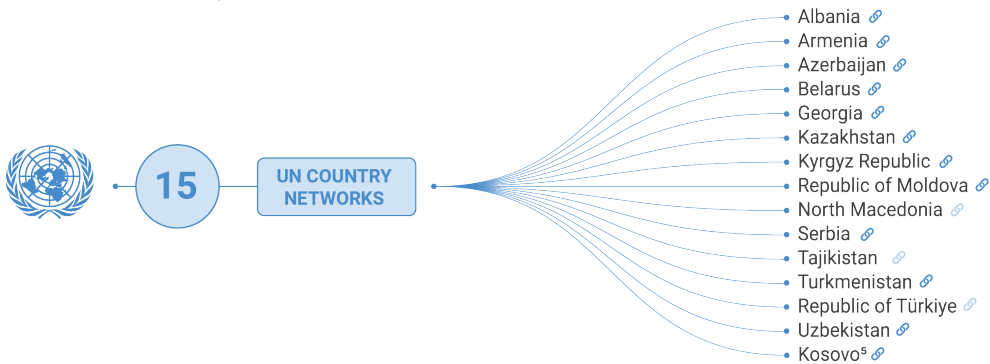 15
UN COUNTRY
NETWORKS
Albania
Armenia
Azerbaijan
Belarus
Georgia
Kazakhstan
Kyrgyz Republic
Republic of Moldova
North Macedonia
Serbia
Tajikistan
Turkmenistan
Republic of Türkiye
Uzbekistan
Kosovo⁵